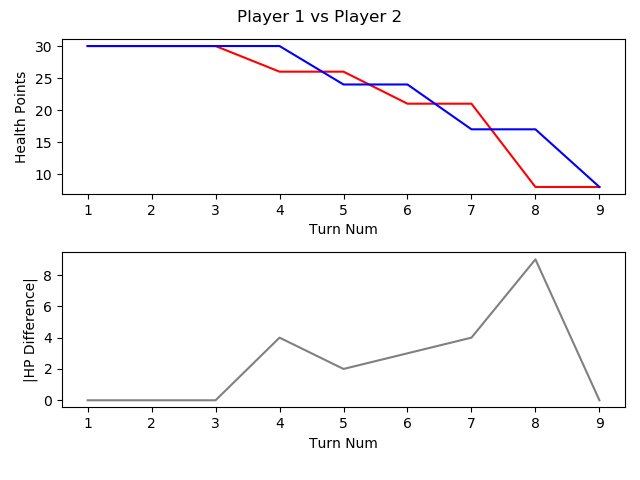 Player 1 vs Player 2
Health Points
30
25
20
15
10
1 2 3 4 5 6 7 8 9
Turn Num
|HP Difference|
8
6
4
2
0
1 2 3 4 5 6 7 8 9
Turn Num